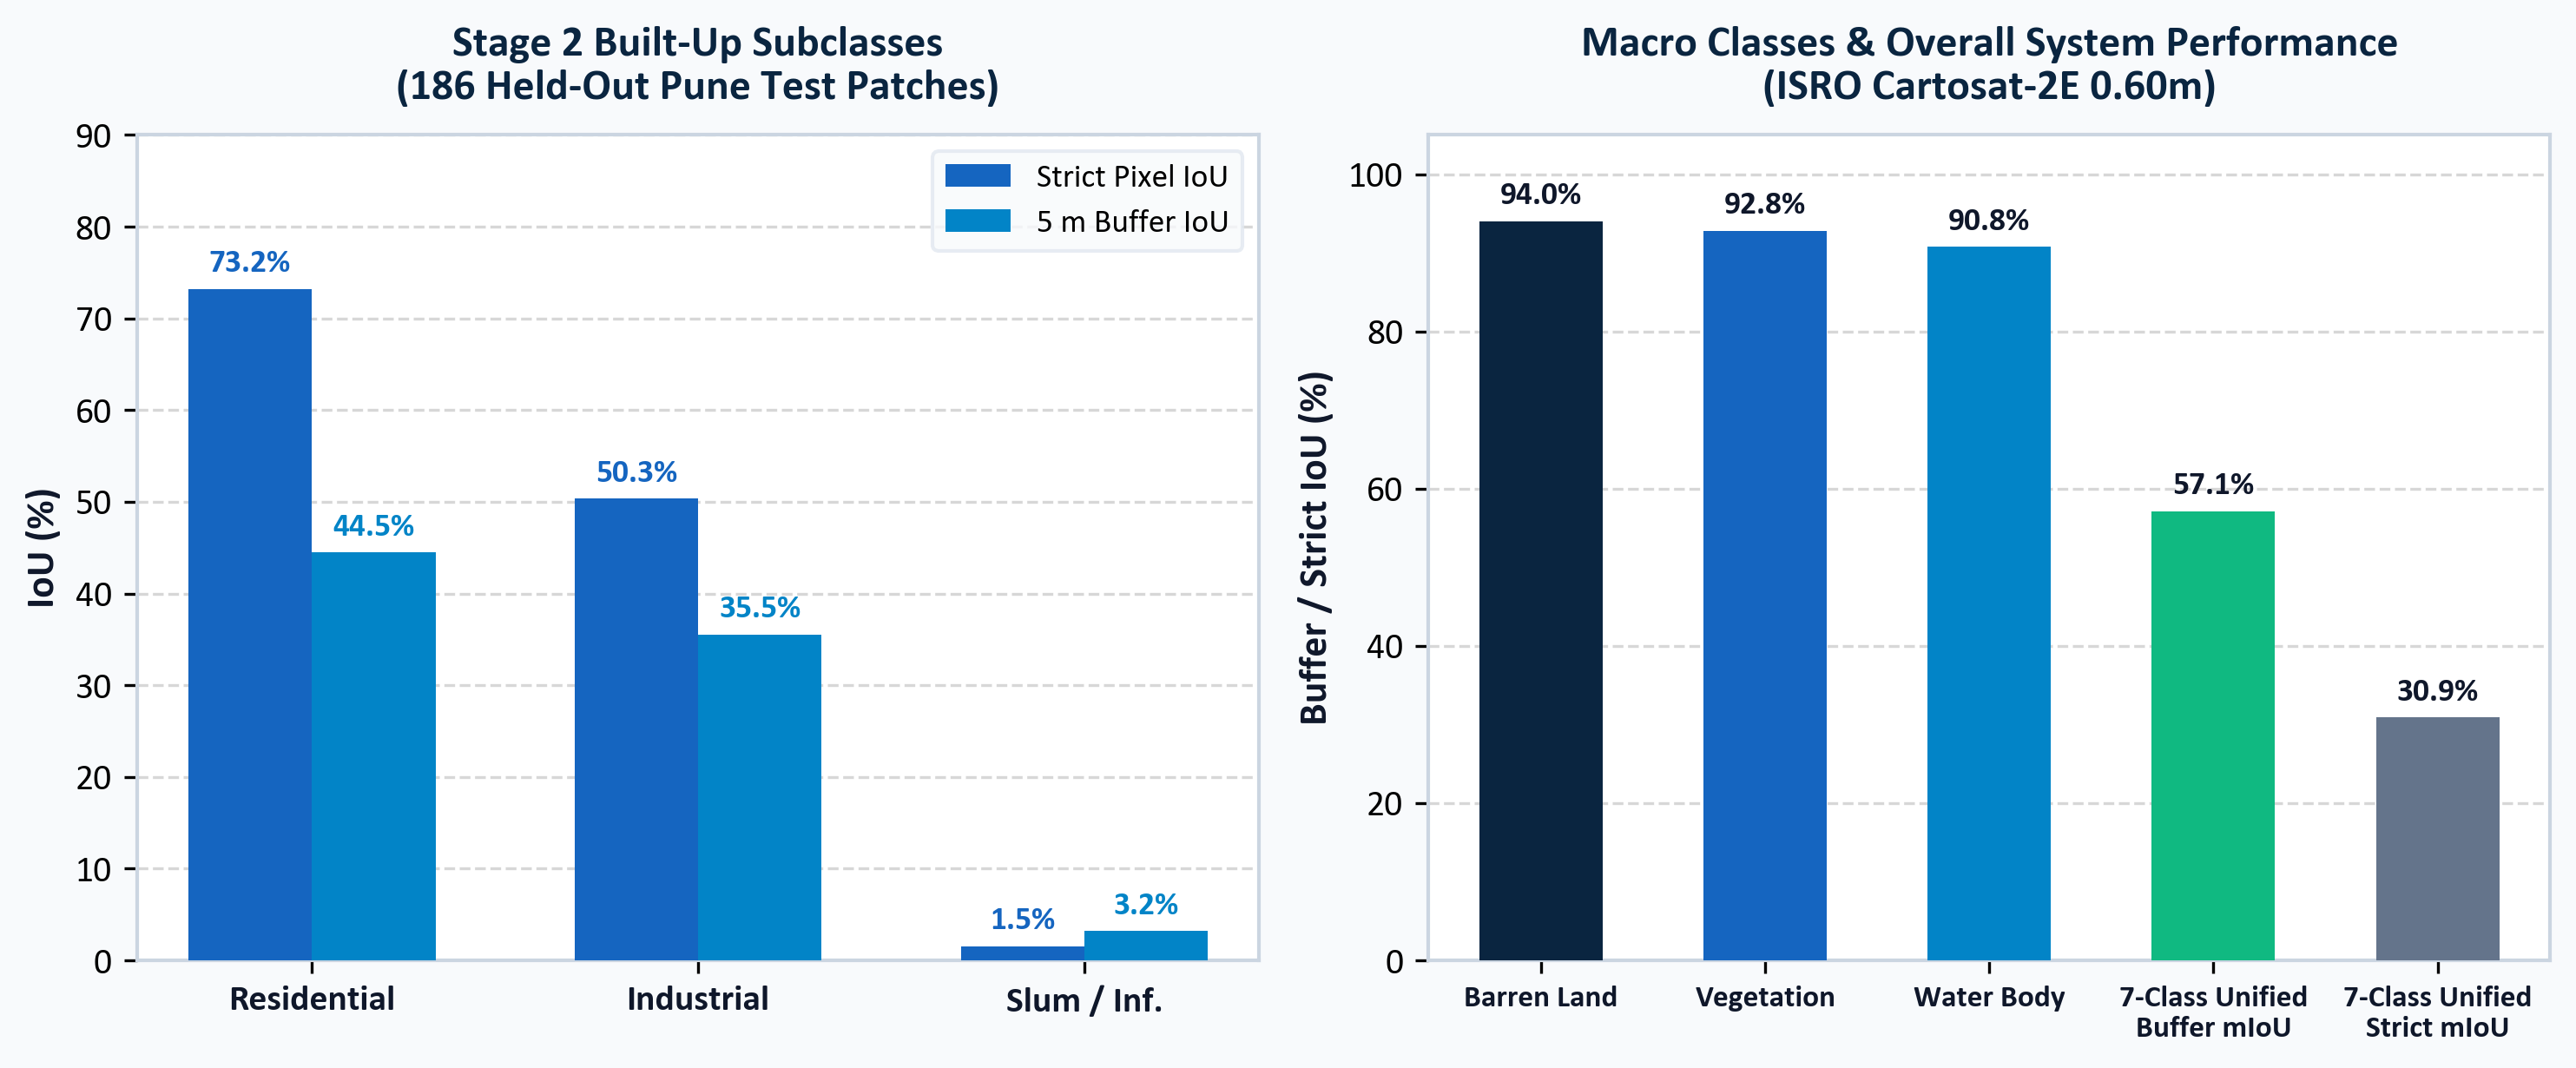 Stage 2 Built-Up Subclasses
(186 Held-Out Pune Test Patches)
IoU (%)
90
80
70
60
50
40
30
20
10
0
Strict Pixel IoU
5 m Buffer IoU
73.2%
44.5%
50.3%
35.5%
1.5%
3.2%
Residential
Industrial
Slum / Inf.
Macro Classes & Overall System Performance
(ISRO Cartosat-2E 0.60m)
Buffer / Strict IoU (%)
100
80
60
40
20
0
94.0%
92.8%
90.8%
57.1%
30.9%
Barren Land
Vegetation
Water Body
7-Class Unified
Buffer mIoU
7-Class Unified
Strict mIoU